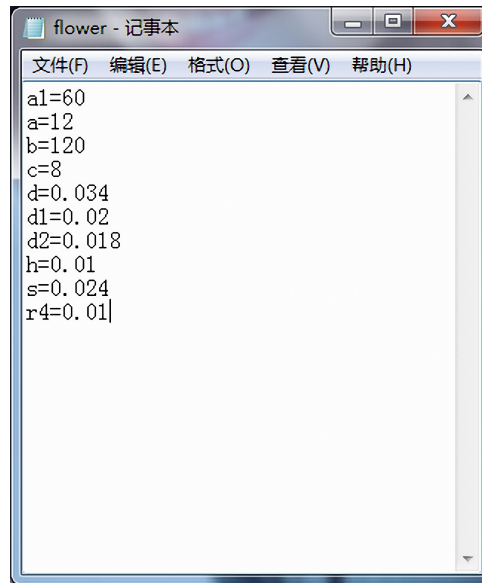 flower - 记事本
文件(F) 编辑(E) 格式(O) 查看(V) 帮助(H)
a1=60
a=12
b=120
c=8
d=0.034
d1=0.02
d2=0.018
h=0.01
s=0.024
r4=0.01